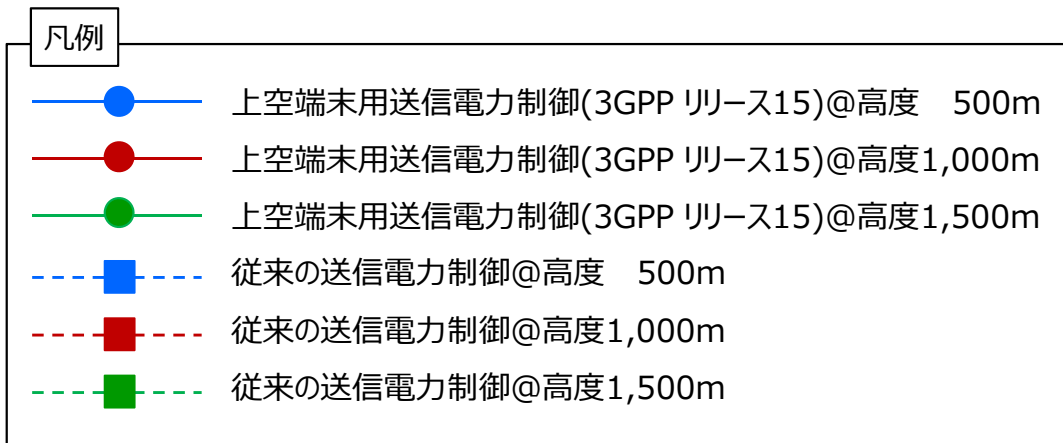 凡例
上空端末用送信電力制御(3GPP リリース15)@高度　500m
上空端末用送信電力制御(3GPP リリース15)@高度1,000m
上空端末用送信電力制御(3GPP リリース15)@高度1,500m
従来の送信電力制御@高度　500m
従来の送信電力制御@高度1,000m
従来の送信電力制御@高度1,500m